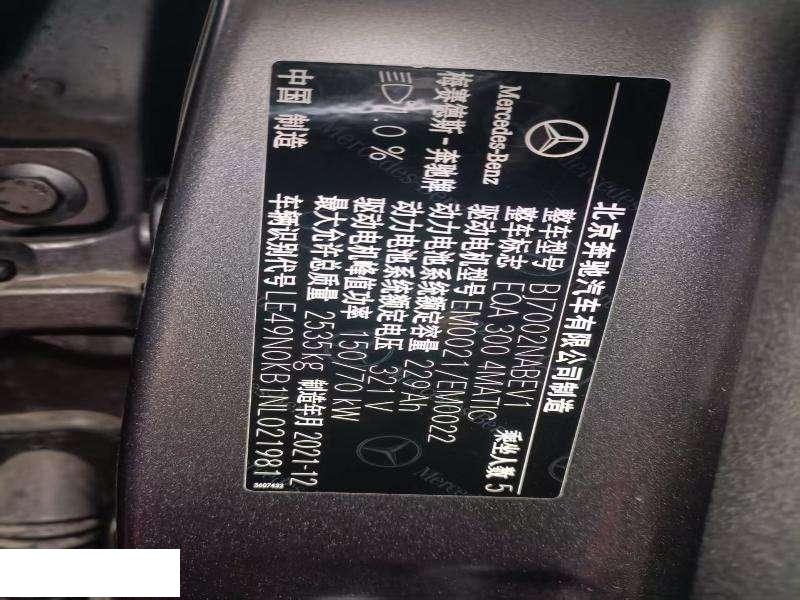 北京奔驰汽车有限公司制造
Mercedes-Benz
梅赛德斯-奔驰牌
1.0%
中国 制造
整车型号 BJ7002NABEV1
整车标志 EQA 300 4MATIC 乘坐人数 5
驱动电机型号 EM0021/EM0022
动力电池系统额定容量 229Ah
动力电池系统额定电压 321V
驱动电机峰值功率 150/70 kW
最大允许总质量 2535kg 制造年月 2021-12
车辆识别代号 LE49N0KB1NL021981